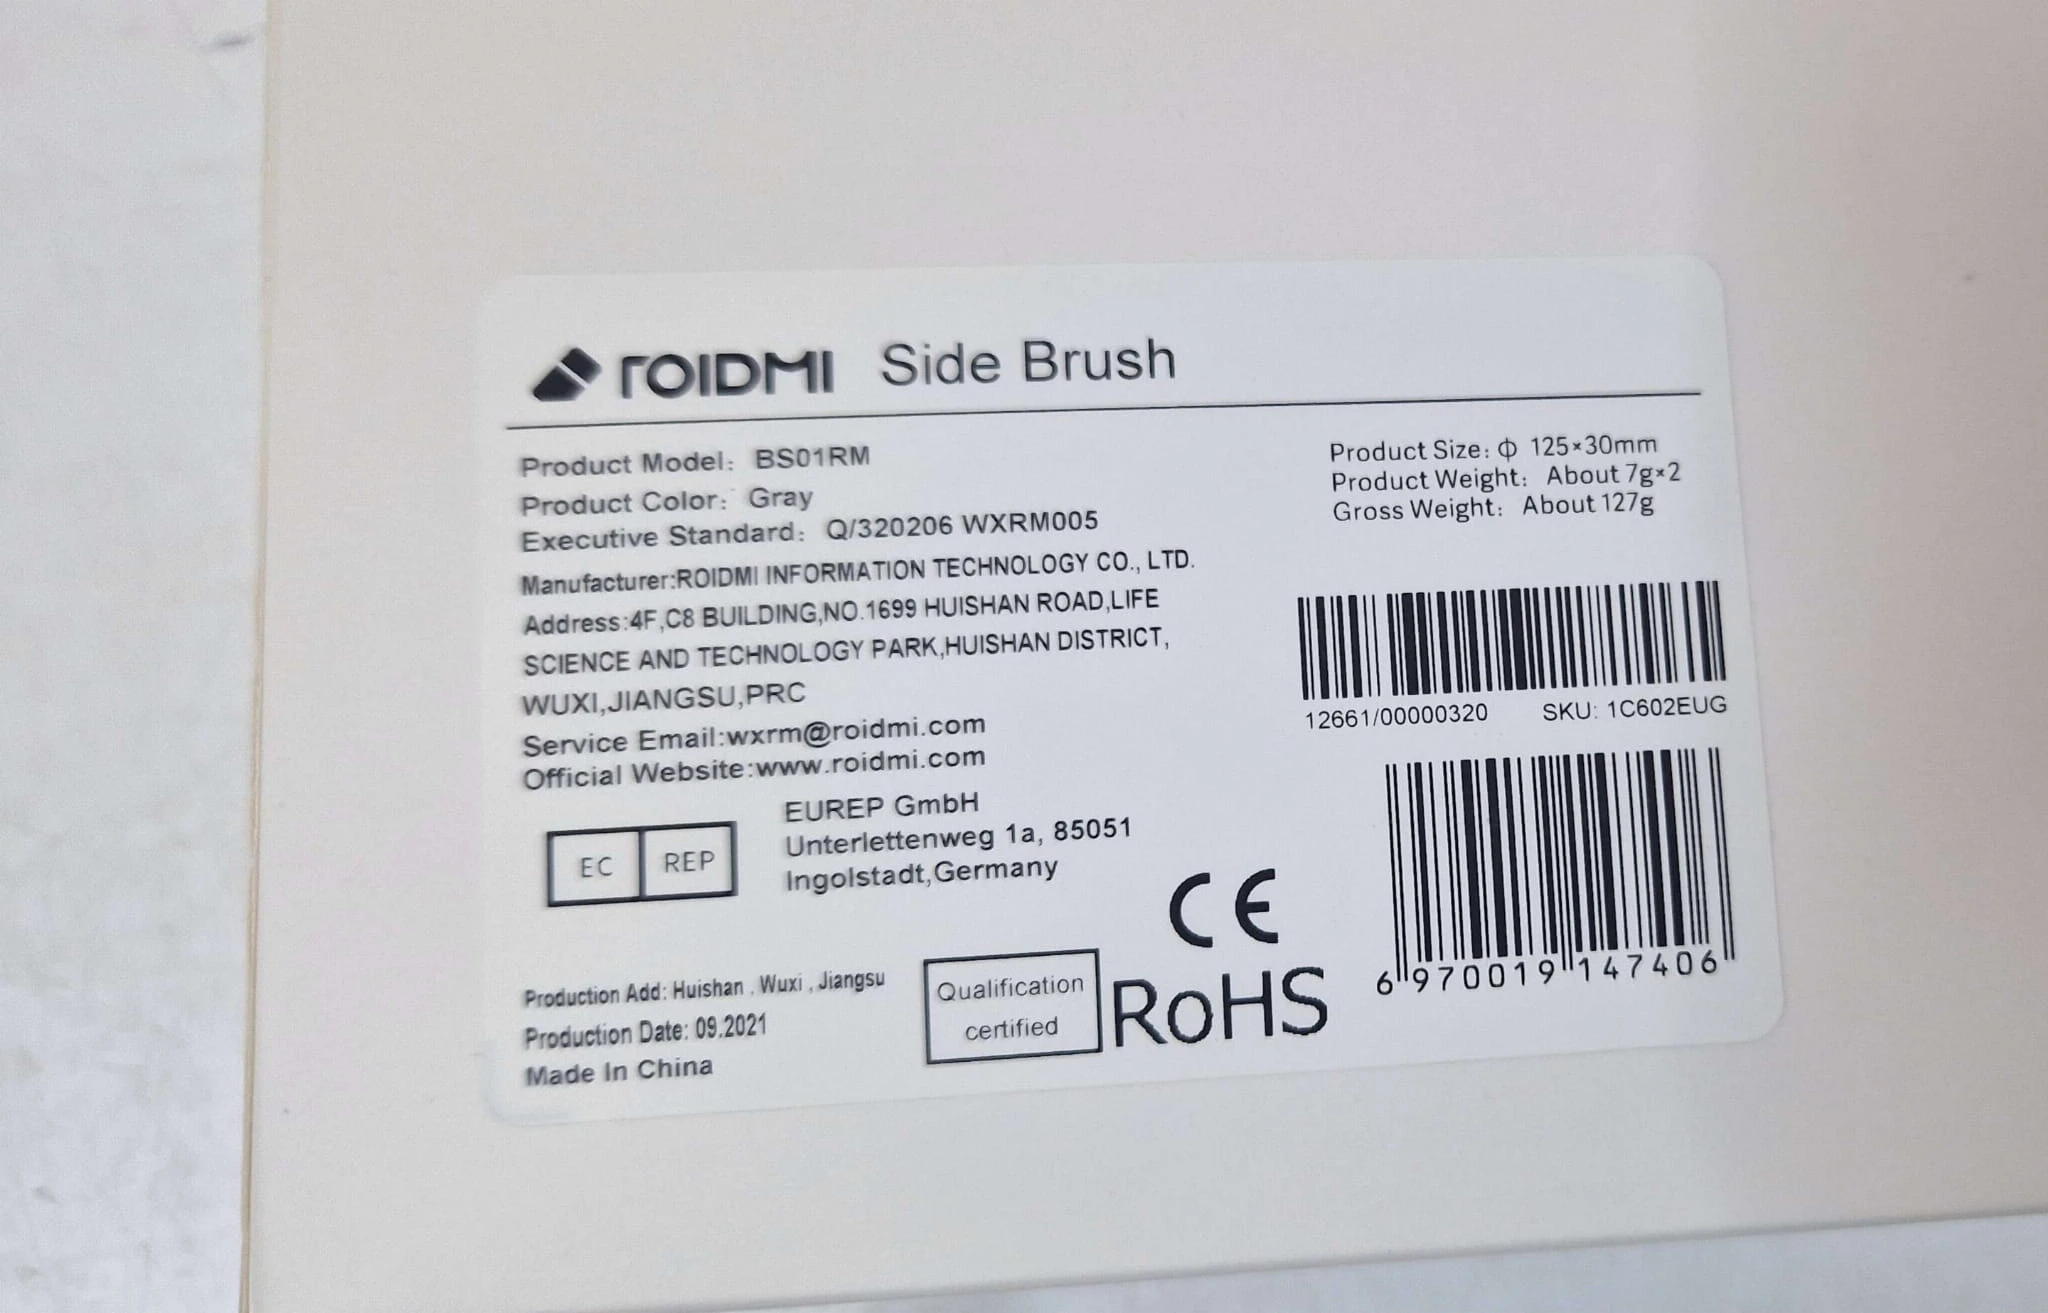 ROIDMI Side Brush
Product Model: BS01RM
Product Color: Gray
Executive Standard: Q/320206 WXRM005
Manufacturer:ROIDMI INFORMATION TECHNOLOGY CO., LTD.
Address:4F,C8 BUILDING,NO.1699 HUISHAN ROAD,LIFE
SCIENCE AND TECHNOLOGY PARK,HUISHAN DISTRICT,
WUXI,JIANGSU,PRC
Service Email:wxrm@roidmi.com
Official Website:www.roidmi.com
EC REP
EUREP GmbH
Unterlettenweg 1a, 85051
Ingolstadt,Germany
Production Add: Huishan , Wuxi , Jiangsu
Production Date: 09.2021
Made In China
Qualification
certified
CE
RoHS
Product Size: Φ 125×30mm
Product Weight: About 7g×2
Gross Weight: About 127g
12661/00000320 SKU: 1C602EUG
6 970019 147406